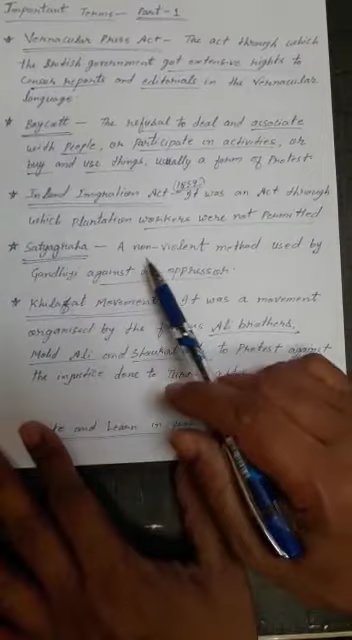 Important Terms- Part-1
★ Vernacular Press Act - The act through which
the British government got extensive rights to
Censor reports and editorials in the Vernacular
language
★ Boycott - The refusal to deal and associate
with People, or Participate in activities, or
buy and use things, usually a form of Protest.
★ Inland Emigration Act (1859) It was an Act through
which Plantation workers were not Permitted
★ Satyagraha - A non-violent method used by
Gandhiji against oppressor.
★ Khilafat Movement It was a movement
organised by the Ali brothers,
Mohd Ali and to Protest against
the injustice done to
and Learn in